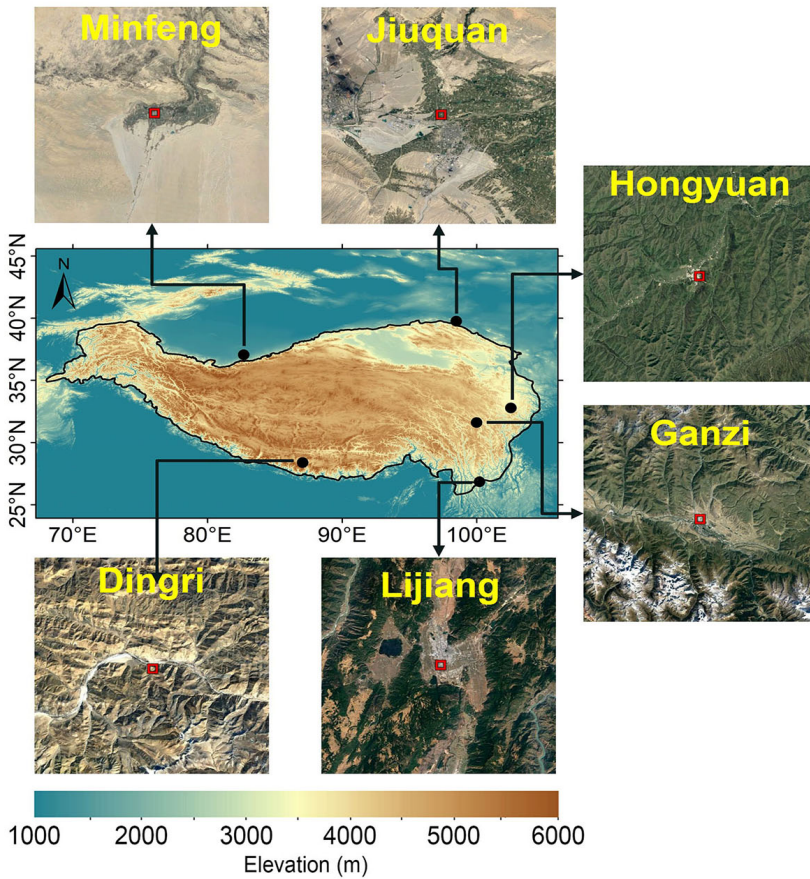 Minfeng
Jiuquan
Hongyuan
45°N
40°N
35°N
30°N
25°N
N
70°E
80°E
90°E
100°E
Ganzi
Dingri
Lijiang
1000
2000
3000
4000
5000
6000
Elevation (m)